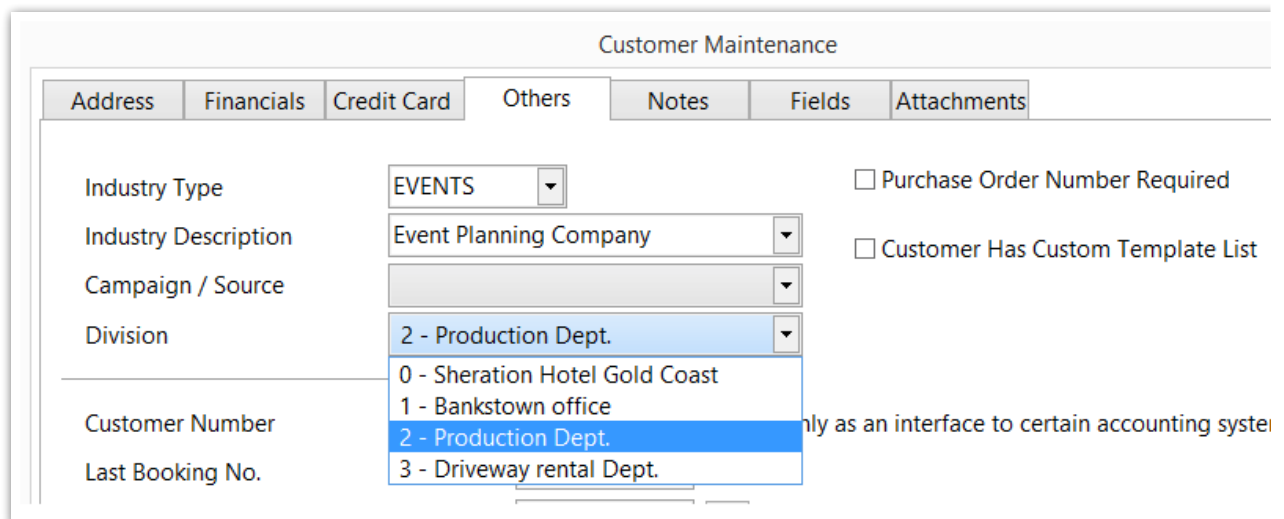 Customer Maintenance
Address Financials Credit Card Others Notes Fields Attachments
Industry Type EVENTS Purchase Order Number Required
Industry Description Event Planning Company Customer Has Custom Template List
Campaign / Source
Division 2 - Production Dept.
0 - Sheration Hotel Gold Coast
1 - Bankstown office
Customer Number nly as an interface to certain accounting syste
2 - Production Dept.
Last Booking No. 3 - Driveway rental Dept.